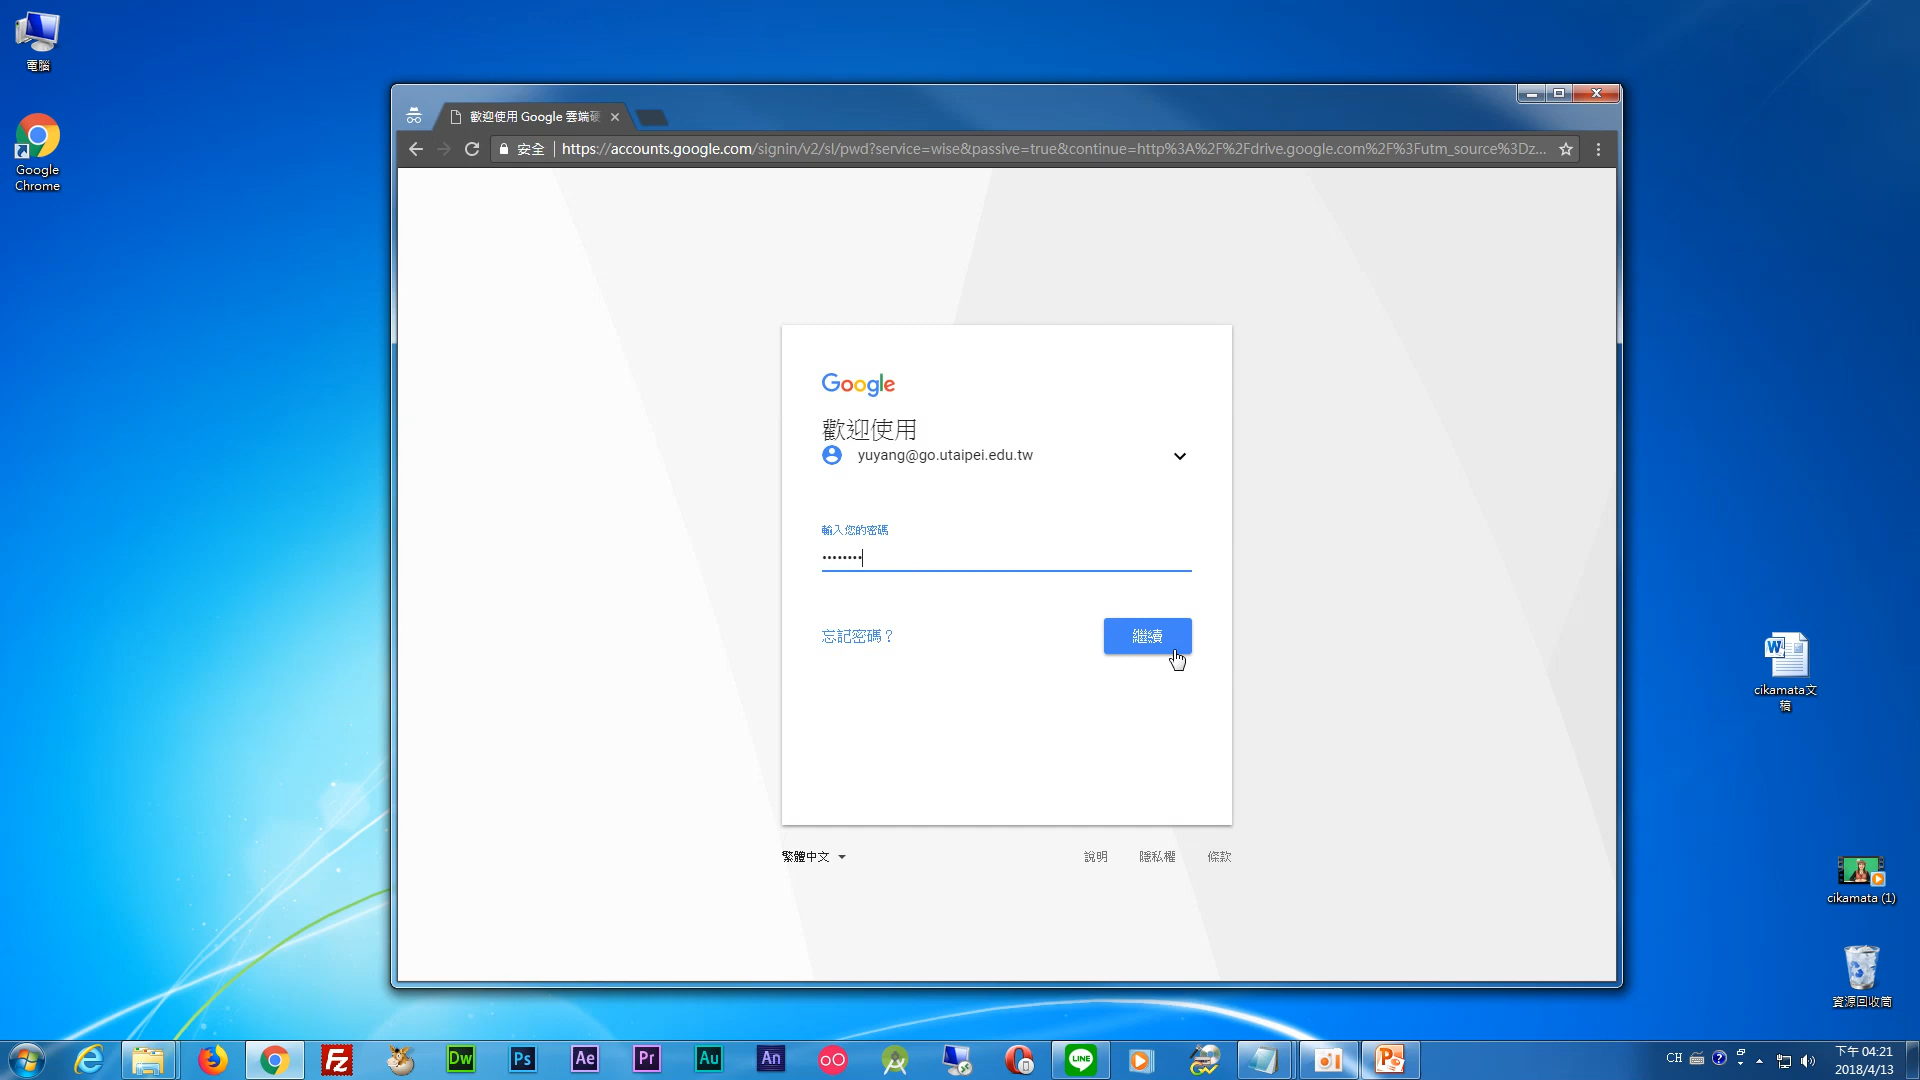 電腦
Google
Chrome
歡迎使用 Google 雲端硬
安全
https://accounts.google.com/signin/v2/sl/pwd?service=wise&passive=true&continue=http%3A%2F%2Fdrive.google.com%2F%3Futm_source%3Dz...
Google
歡迎使用
yuyang@go.utaipei.edu.tw
輸入您的密碼
••••••••
忘記密碼？
繼續
繁體中文
說明
隱私權
條款
cikamata文
稿
cikamata (1)
資源回收筒
Dw
Ps
Ae
Pr
Au
An
LINE
CH
下午 04:21
2018/4/13